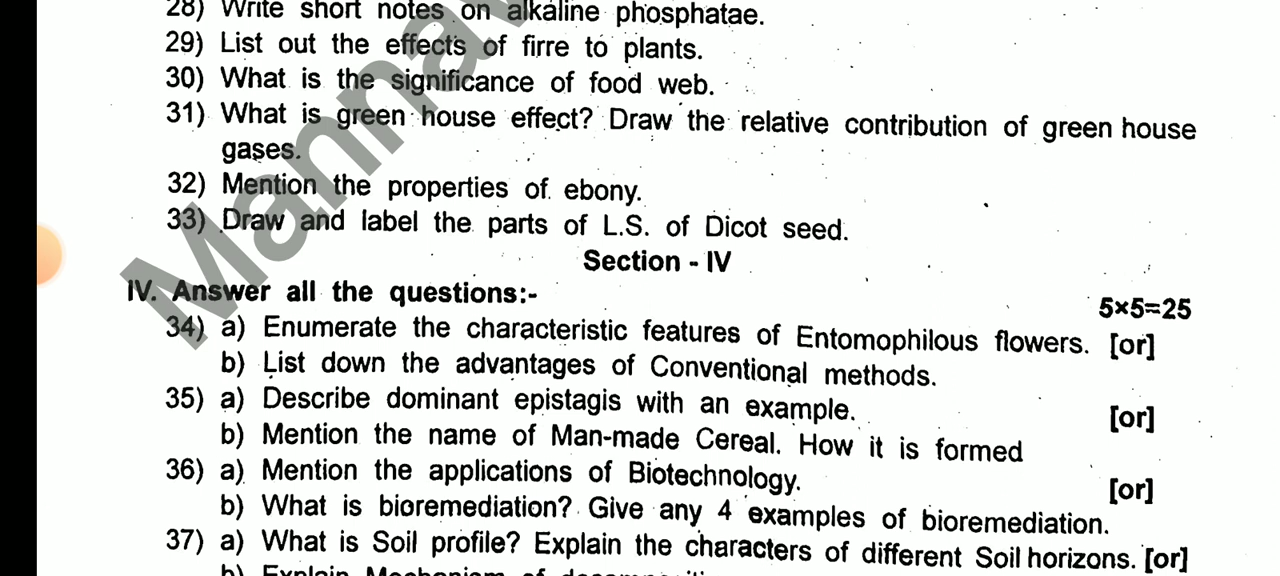 28) Write short notes on alkaline phosphatae.
29) List out the effects of firre to plants.
30) What is the significance of food web.
31) What is green house effect? Draw the relative contribution of green house
gases.
32) Mention the properties of ebony.
33) Draw and label the parts of L.S. of Dicot seed.
Section - IV
IV. Answer all the questions:-
5×5=25
34) a) Enumerate the characteristic features of Entomophilous flowers. [or]
b) List down the advantages of Conventional methods.
35) a) Describe dominant epistagis with an example. [or]
b) Mention the name of Man-made Cereal. How it is formed
36) a) Mention the applications of Biotechnology. [or]
b) What is bioremediation? Give any 4 examples of bioremediation.
37) a) What is Soil profile? Explain the characters of different Soil horizons. [or]
b) Explain Mechanism of